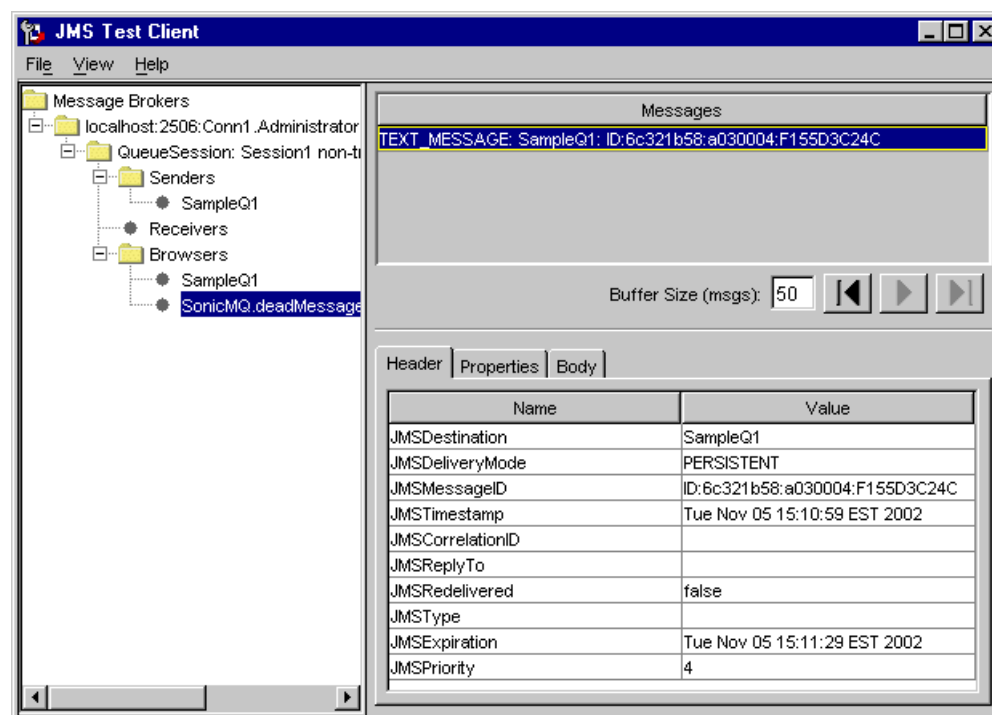 JMS Test Client
File View Help
Message Brokers
localhost:2506:Conn1.Administrator
QueueSession: Session1 non-tr
Senders
SampleQ1
Receivers
Browsers
SampleQ1
SonicMQ.deadMessage
Messages
TEXT_MESSAGE: SampleQ1: ID:6c321b58:a030004:F155D3C24C
Buffer Size (msgs): 50
Header Properties Body
Name Value
JMSDestination SampleQ1
JMSDeliveryMode PERSISTENT
JMSMessageID ID:6c321b58:a030004:F155D3C24C
JMSTimestamp Tue Nov 05 15:10:59 EST 2002
JMSCorrelationID
JMSReplyTo
JMSRedelivered false
JMSType
JMSExpiration Tue Nov 05 15:11:29 EST 2002
JMSPriority 4